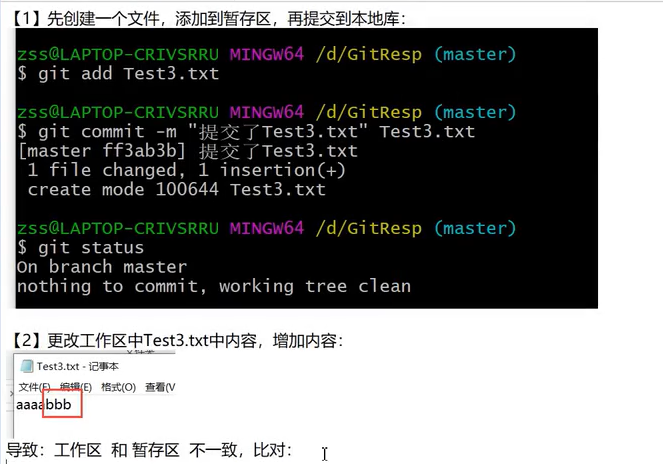 【1】先创建一个文件，添加到暂存区，再提交到本地库：
zss@LAPTOP-CRIVSRRU MINGW64 /d/GitResp (master)
$ git add Test3.txt
zss@LAPTOP-CRIVSRRU MINGW64 /d/GitResp (master)
$ git commit -m "提交了Test3.txt" Test3.txt
[master ff3ab3b] 提交了Test3.txt
1 file changed, 1 insertion(+)
create mode 100644 Test3.txt
zss@LAPTOP-CRIVSRRU MINGW64 /d/GitResp (master)
$ git status
On branch master
nothing to commit, working tree clean
【2】更改工作区中Test3.txt中内容，增加内容：
Test3.txt - 记事本
文件(F) 编辑(E) 格式(O) 查看(V
aaaabbb
导致：工作区 和 暂存区 不一致，比对：